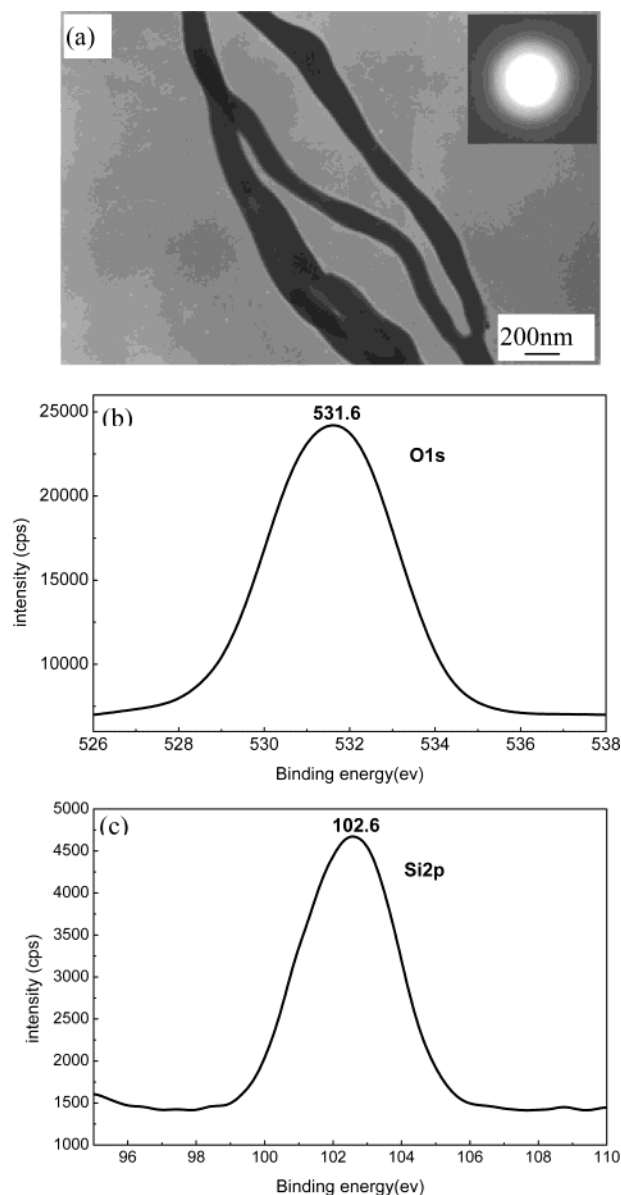 (a)
200nm
(b)
531.6
O1s
25000
20000
15000
10000
intensity (cps)
526 528 530 532 534 536 538
Binding energy(ev)
(c)
102.6
Si2p
5000
4500
4000
3500
3000
2500
2000
1500
1000
intensity (cps)
96 98 100 102 104 106 108 110
Binding energy(ev)